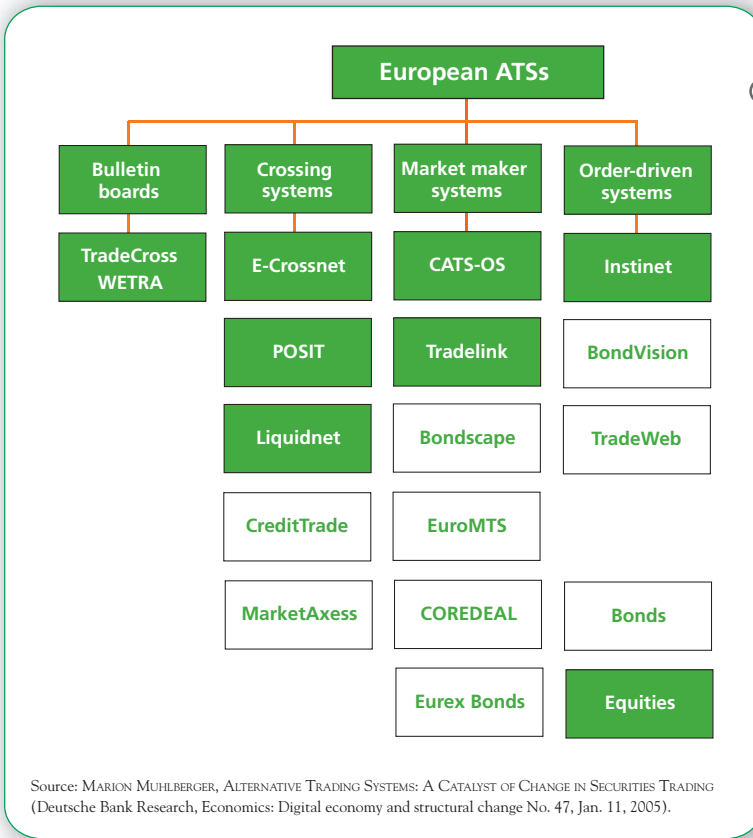 European ATSs
Bulletin
boards
Crossing
systems
Market maker
systems
Order-driven
systems
TradeCross
WETRA
E-Crossnet
CATS-OS
Instinet
POSIT
Tradelink
BondVision
Liquidnet
Bondscape
TradeWeb
CreditTrade
EuroMTS
MarketAxess
COREDEAL
Bonds
Eurex Bonds
Equities
Source: MARION MUHLBERGER, ALTERNATIVE TRADING SYSTEMS: A CATALYST OF CHANGE IN SECURITIES TRADING
(Deutsche Bank Research, Economics: Digital economy and structural change No. 47, Jan. 11, 2005).